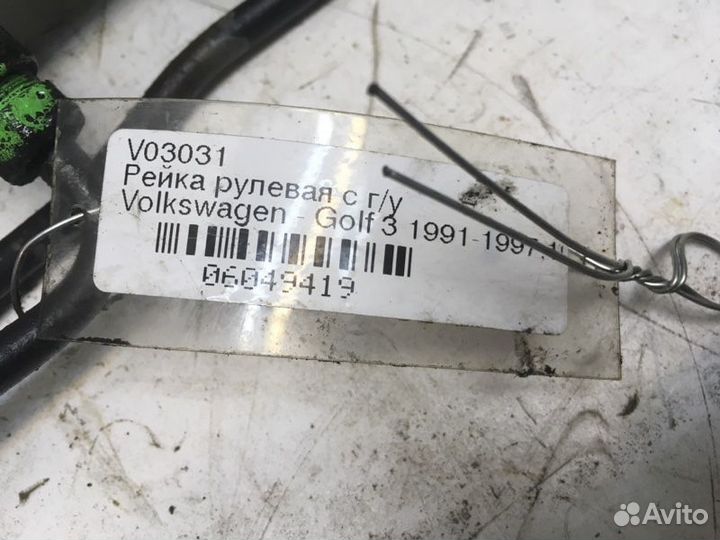 V03031
Рейка рулевая с г/у
Volkswagen - Golf 3 1991-1997
06049419
Avito